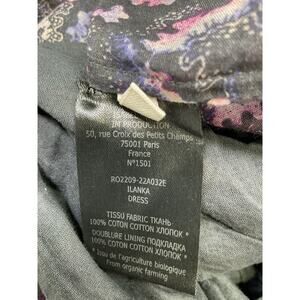 ISABEL
IM PRODUCTION
50, rue Croix des Petits Champs
75001 Paris
France
N°1501
RO2209-22A032E
ILANKA
DRESS
TISSU FABRIC ТКАНЬ
100% COTON COTTON ХЛОПОК *
DOUBLURE LINING ПОДКЛАДКА
100% COTON COTTON ХЛОПОК *
* Issu de l'agriculture biologique
From organic farming